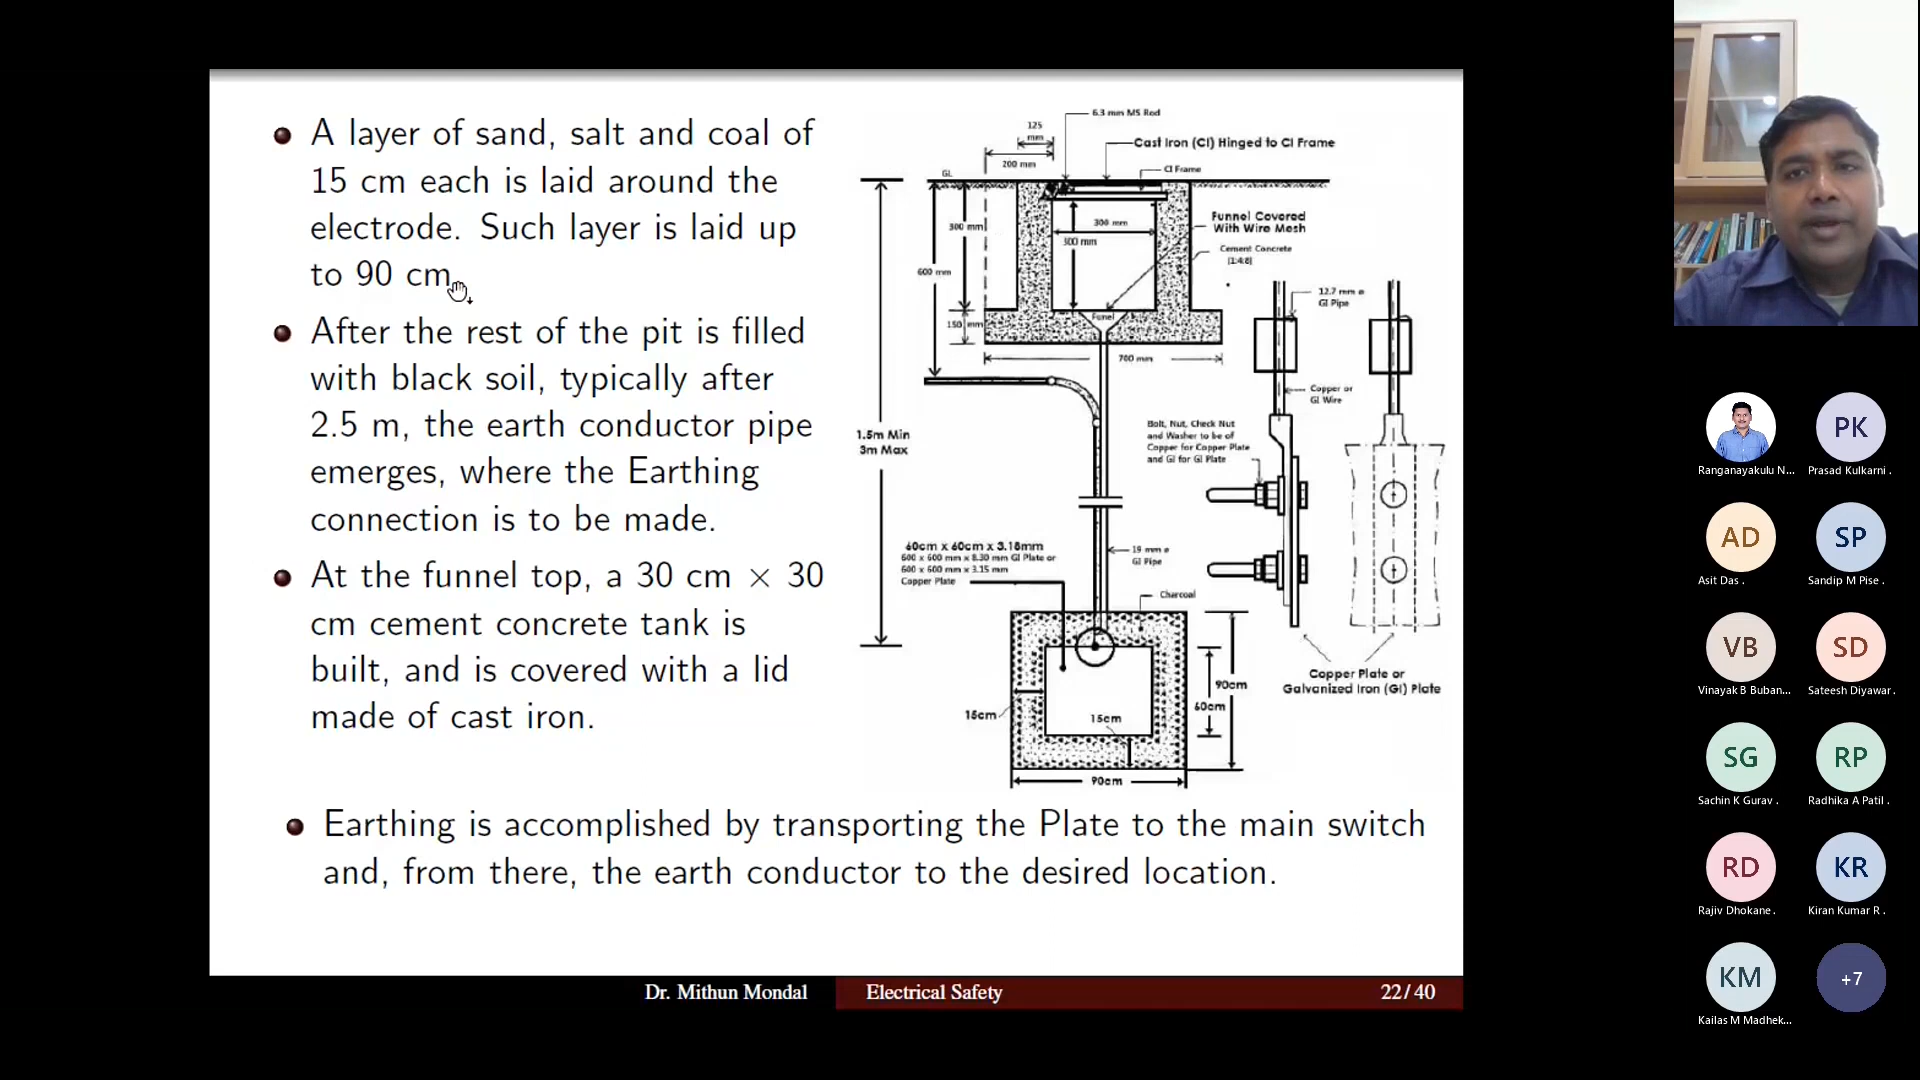 A layer of sand, salt and coal of
15 cm each is laid around the
electrode. Such layer is laid up
to 90 cm
After the rest of the pit is filled
with black soil, typically after
2.5 m, the earth conductor pipe
emerges, where the Earthing
connection is to be made.
At the funnel top, a 30 cm × 30
cm cement concrete tank is
built, and is covered with a lid
made of cast iron.
6.3 mm MS Rod
125
mm
Cast Iron (CI) Hinged to CI Frame
200 mm
CI Frame
GL
Funnel Covered
With Wire Mesh
300 mm
300 mm
300 mm
Cement Concrete
(1:4:8)
600 mm
12.7 mm ø
GI Pipe
Funel
150 mm
700 mm
Copper or
GI Wire
Bolt, Nut, Check Nut
and Washer to be of
Copper for Copper Plate
and GI for GI Plate
1.5m Min
3m Max
60cm x 60cm x 3.18mm
600 x 600 mm x 6.30 mm GI Plate or
600 x 600 mm x 3.15 mm
Copper Plate
19 mm ø
GI Pipe
Charcoal
Copper Plate or
Galvanized Iron (GI) Plate
90cm
60cm
15cm
15cm
90cm
Earthing is accomplished by transporting the Plate to the main switch
and, from there, the earth conductor to the desired location.
Dr. Mithun Mondal
Electrical Safety
22/40
PK
Ranganayakulu N...
Prasad Kulkarni .
AD
SP
Asit Das .
Sandip M Pise .
VB
SD
Vinayak B Buban...
Sateesh Diyawar .
SG
RP
Sachin K Gurav .
Radhika A Patil .
RD
KR
Rajiv Dhokane .
Kiran Kumar R .
KM
+7
Kailas M Madhek...